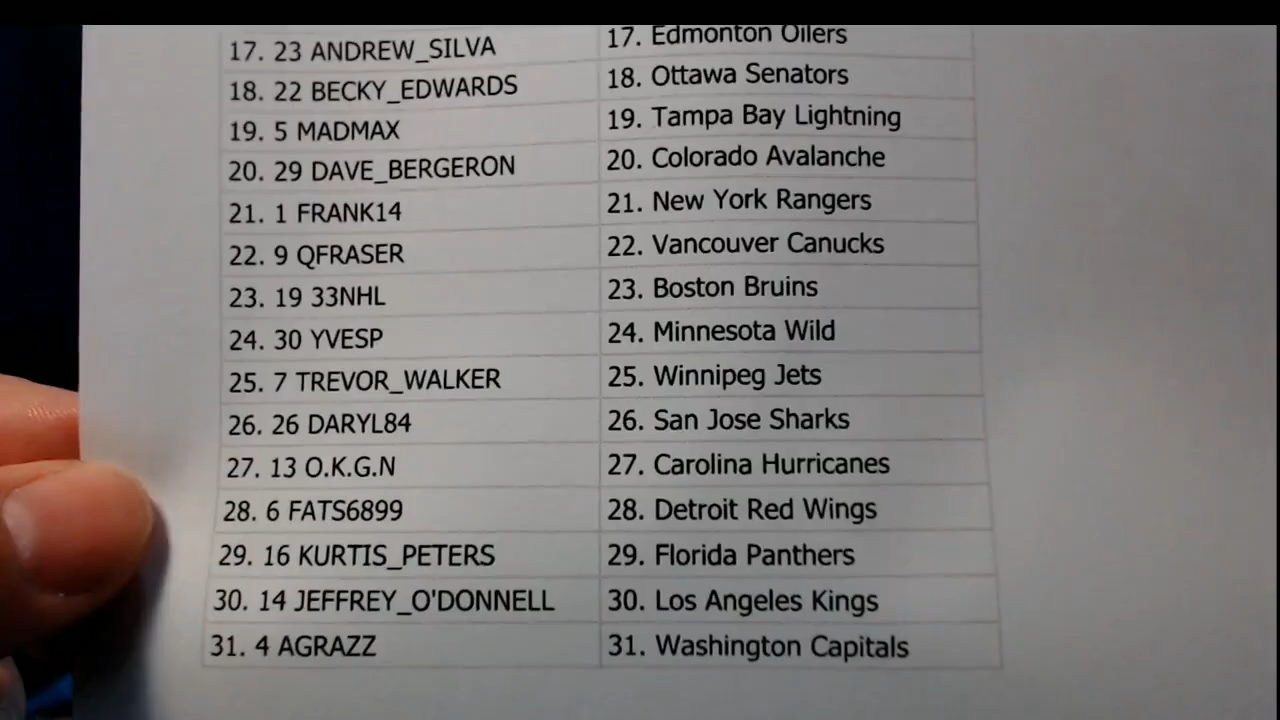 17. 23 ANDREW_SILVA 17. Edmonton Oilers
18. 22 BECKY_EDWARDS 18. Ottawa Senators
19. 5 MADMAX 19. Tampa Bay Lightning
20. 29 DAVE_BERGERON 20. Colorado Avalanche
21. 1 FRANK14 21. New York Rangers
22. 9 QFRASER 22. Vancouver Canucks
23. 19 33NHL 23. Boston Bruins
24. 30 YVESP 24. Minnesota Wild
25. 7 TREVOR_WALKER 25. Winnipeg Jets
26. 26 DARYL84 26. San Jose Sharks
27. 13 O.K.G.N 27. Carolina Hurricanes
28. 6 FATS6899 28. Detroit Red Wings
29. 16 KURTIS_PETERS 29. Florida Panthers
30. 14 JEFFREY_O'DONNELL 30. Los Angeles Kings
31. 4 AGRAZZ 31. Washington Capitals